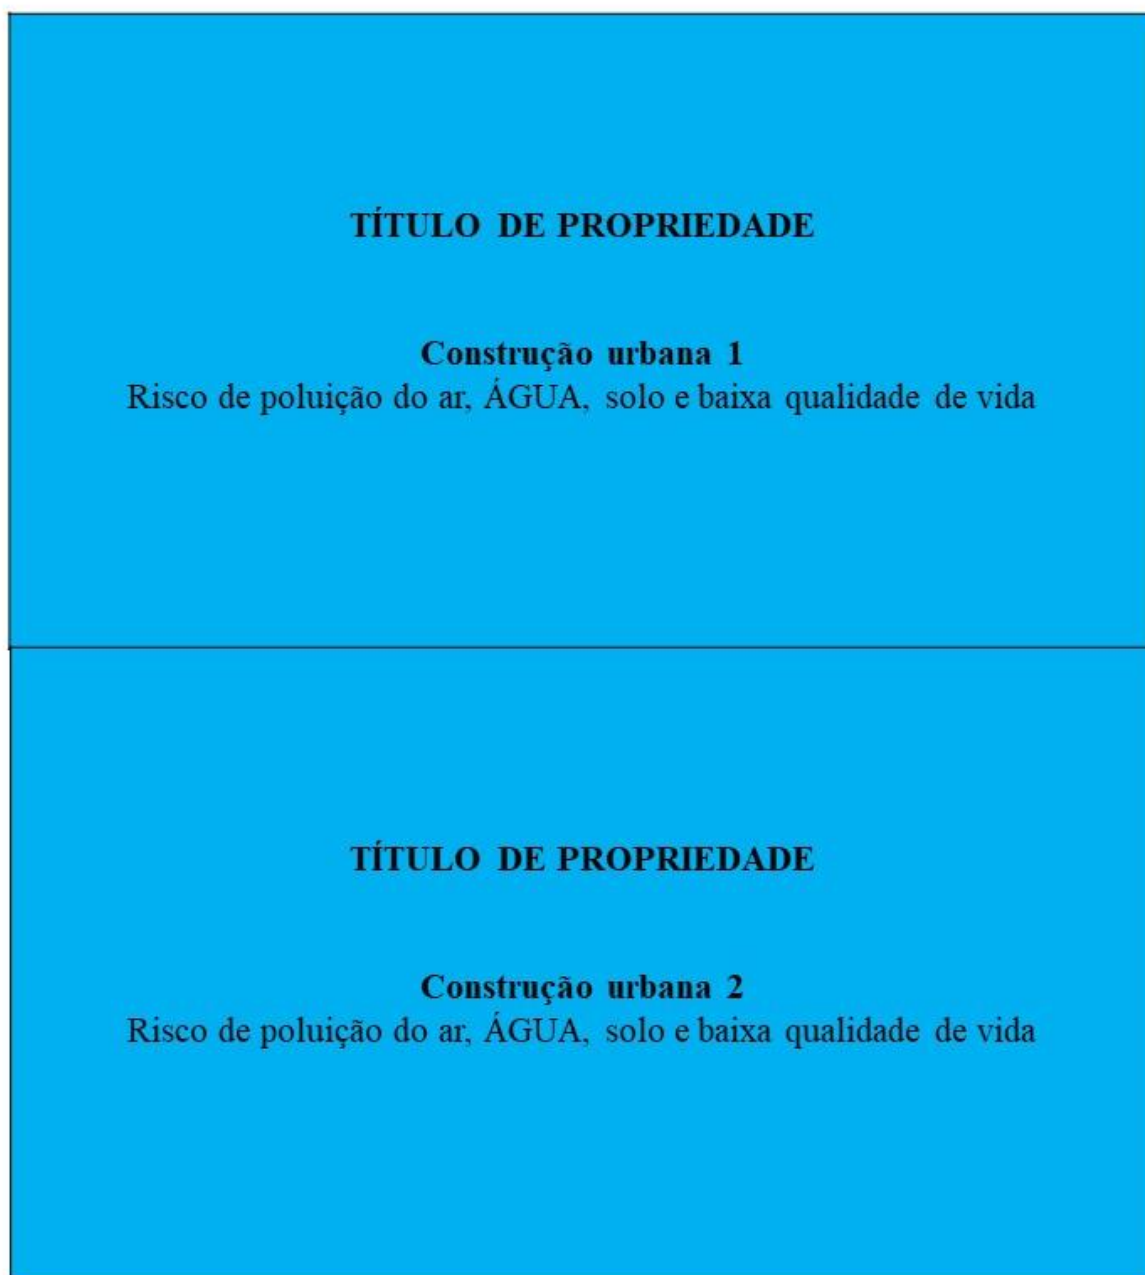 TÍTULO DE PROPRIEDADE
Construção urbana 1
Risco de poluição do ar, ÁGUA, solo e baixa qualidade de vida
TÍTULO DE PROPRIEDADE
Construção urbana 2
Risco de poluição do ar, ÁGUA, solo e baixa qualidade de vida